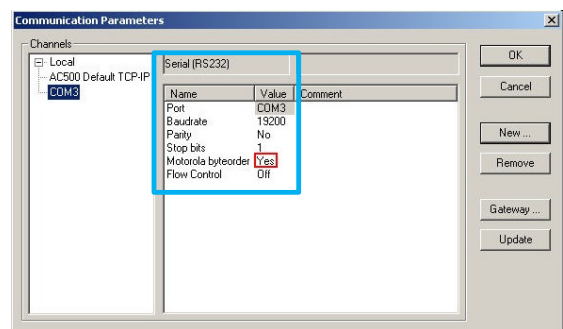 Communication Parameters
Channels
Local
AC500 Default TCP-IP
COM3
Serial (RS232)
Name Value Comment
Port COM3
Baudrate 19200
Parity No
Stop bits 1
Motorola byteorder Yes
Flow Control Off
OK
Cancel
New ...
Remove
Gateway ...
Update